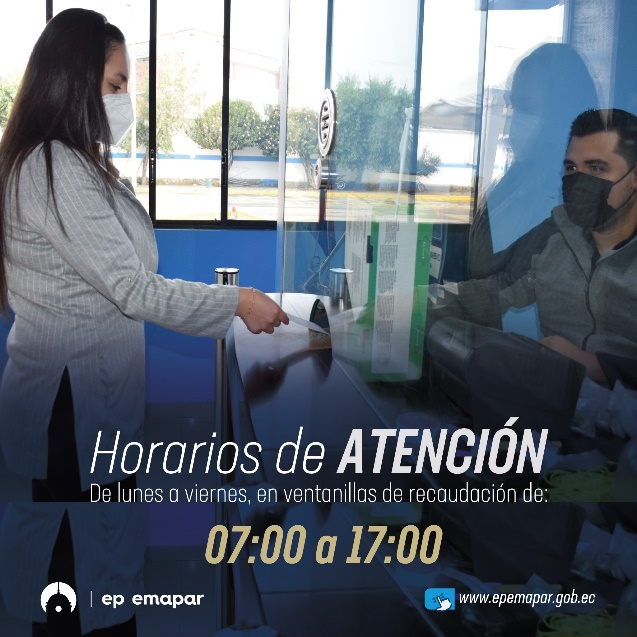 Horarios de ATENCIÓN
De lunes a viernes, en ventanillas de recaudación de:
07:00 a 17:00
ep emapar
www.epemapar.gob.ec